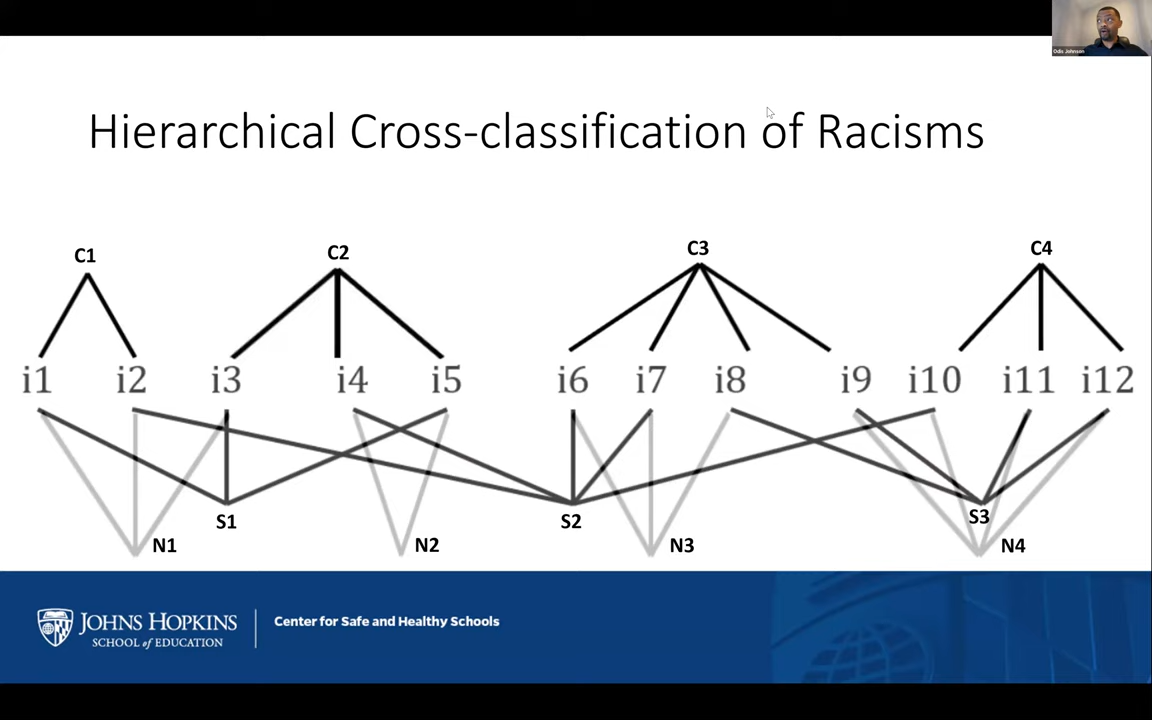 Odis Johnson
Hierarchical Cross-classification of Racisms
C1 C2 C3 C4
i1 i2 i3 i4 i5 i6 i7 i8 i9 i10 i11 i12
S1 S2 S3
N1 N2 N3 N4
JOHNS HOPKINS
SCHOOL of EDUCATION
Center for Safe and Healthy Schools